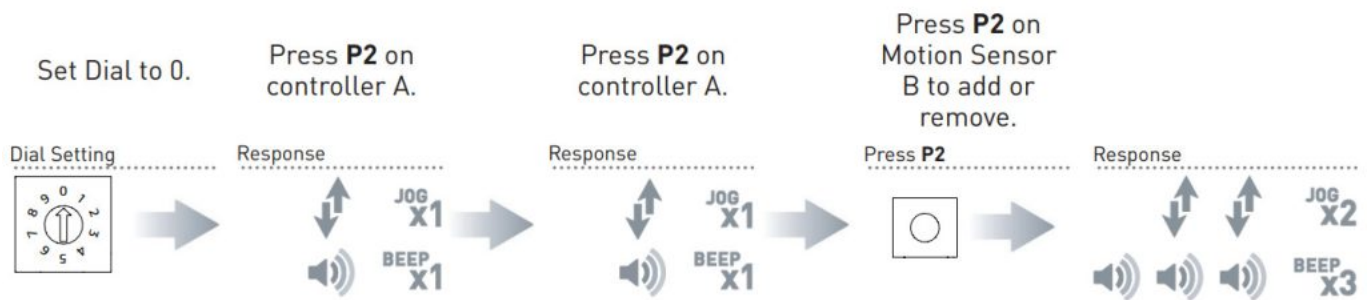 Set Dial to 0.
Press P2 on
controller A.
Press P2 on
controller A.
Press P2 on
Motion Sensor
B to add or
remove.
Dial Setting
Response
Response
Press P2
Response
0
1
2
3
4
5
6
7
8
9
JOG
x1
BEEP
x1
JOG
x1
BEEP
x1
JOG
x2
BEEP
x3